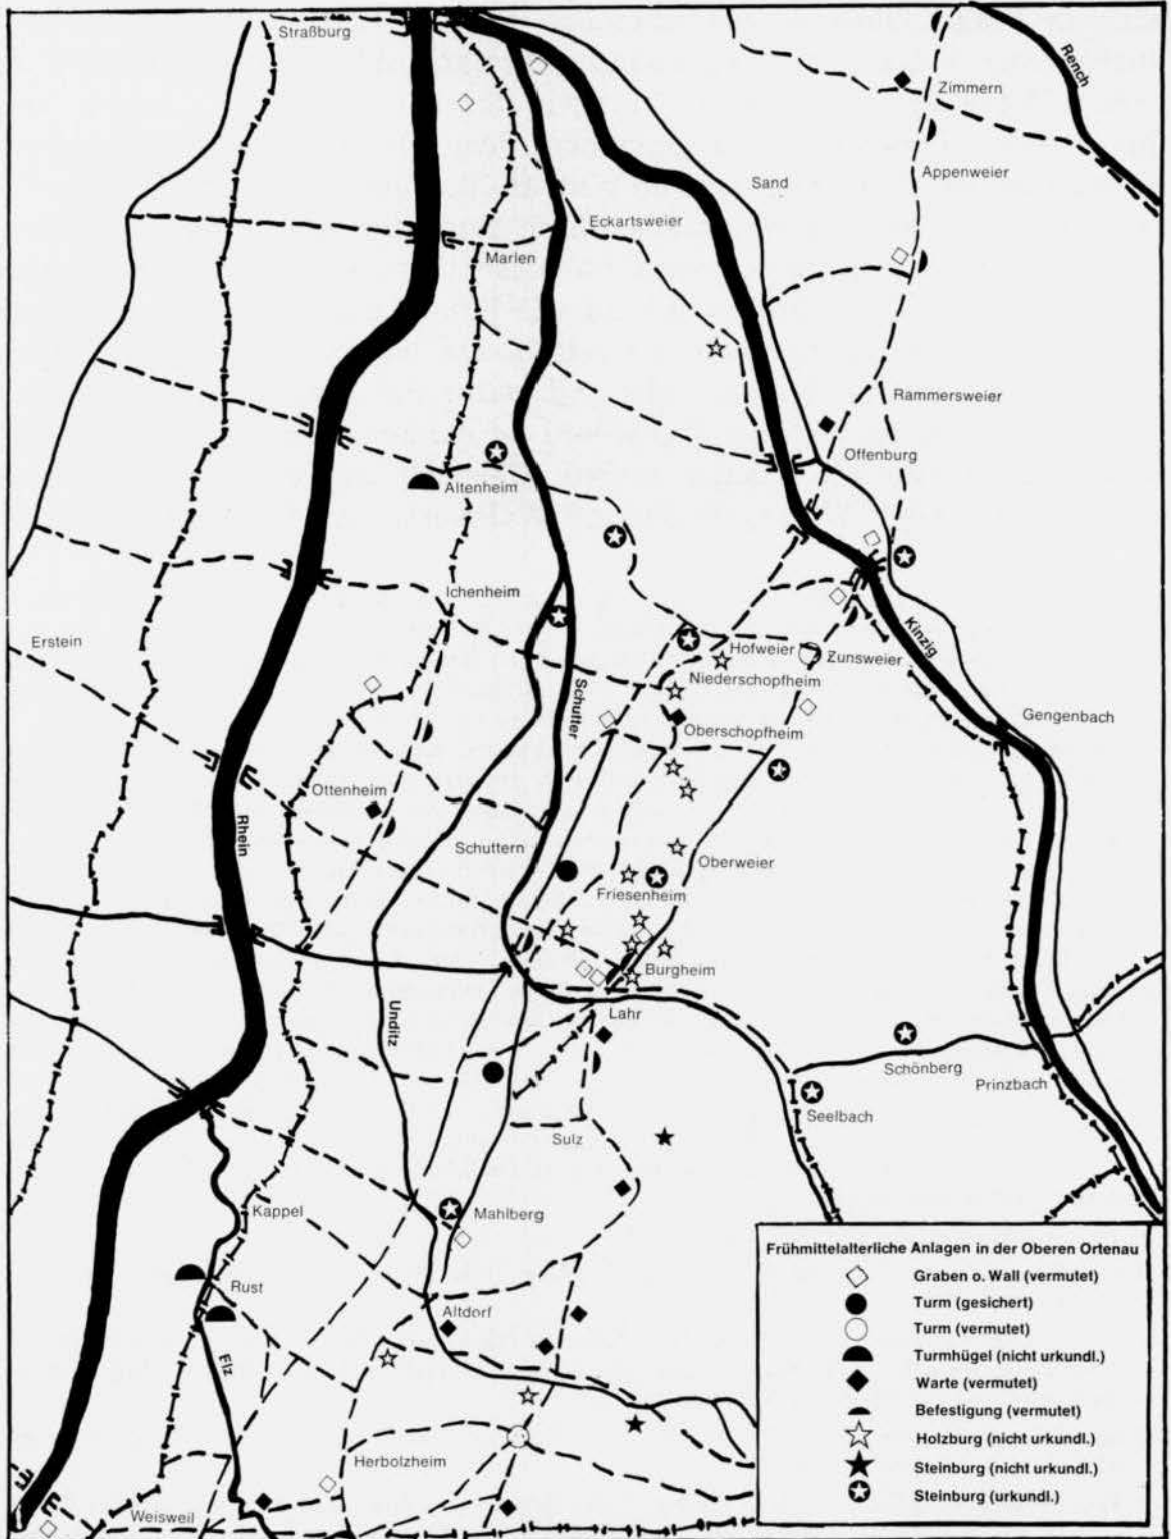 Straßburg
Rench
Zimmern
Appenweier
Sand
Eckartsweier
Marlen
Rammersweier
Offenburg
Altenheim
Ichenheim
Kinzig
Erstein
Hofweier
Zunsweier
Niederschopfheim
Schutter
Gengenbach
Oberschopfheim
Ottenheim
Rhein
Schuttern
Oberweier
Friesenheim
Burgheim
Unditz
Lahr
Schönberg
Prinzbach
Seelbach
Sulz
Kappel
Mahlberg
Rust
Altdorf
Elz
Herbolzheim
Weisweil
Frühmittelalterliche Anlagen in der Oberen Ortenau
Graben o. Wall (vermutet)
Turm (gesichert)
Turm (vermutet)
Turmhügel (nicht urkundl.)
Warte (vermutet)
Befestigung (vermutet)
Holzburg (nicht urkundl.)
Steinburg (nicht urkundl.)
Steinburg (urkundl.)